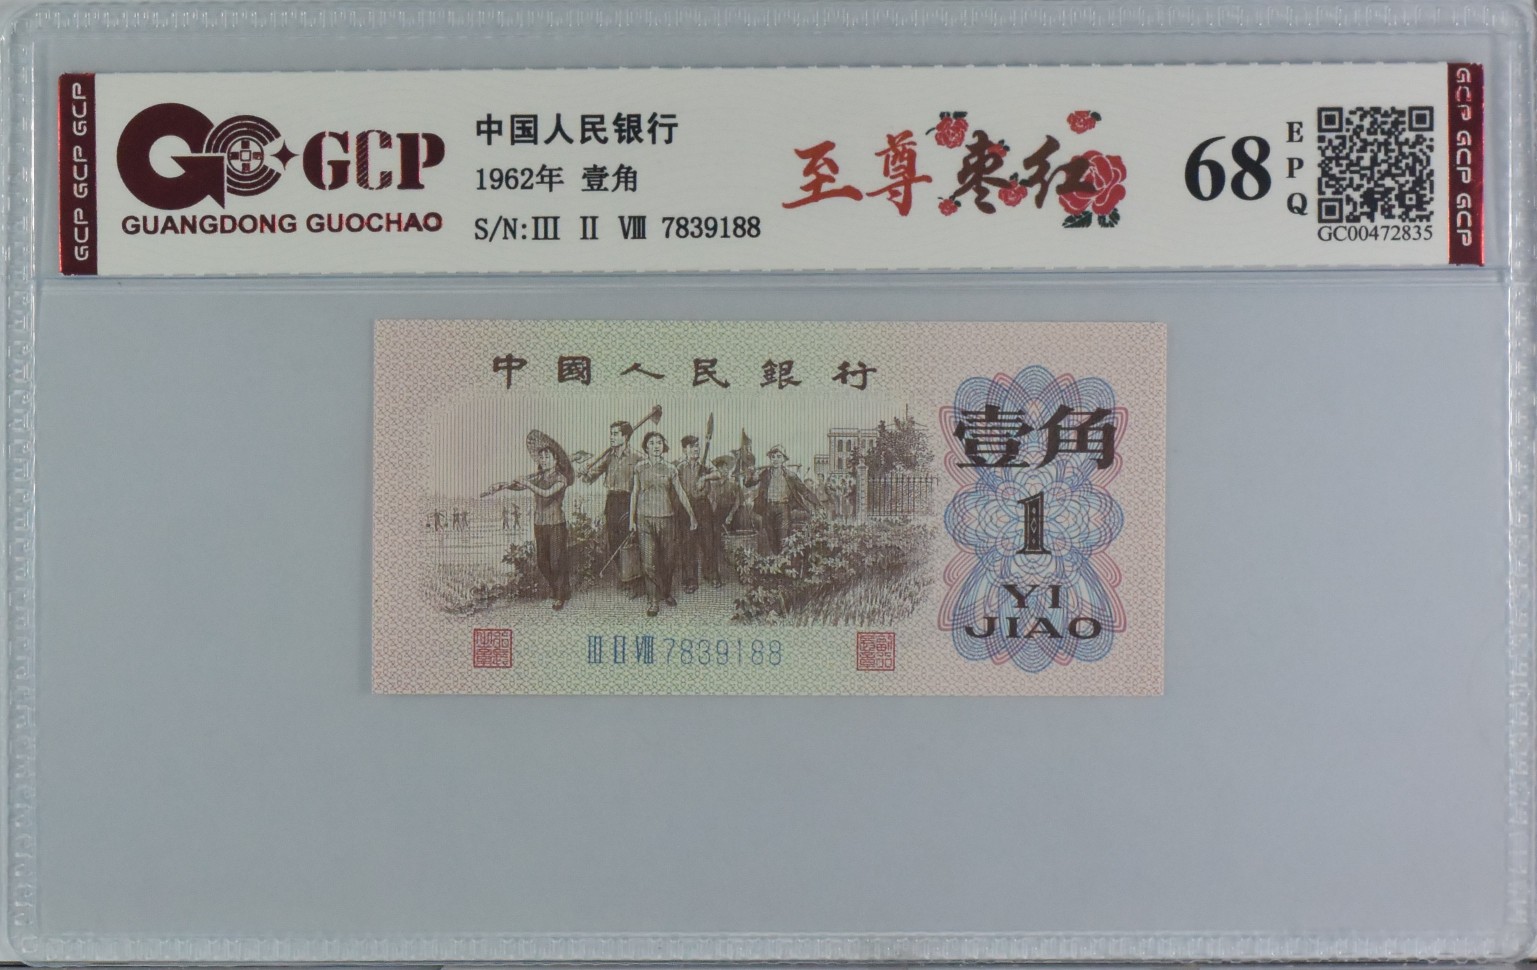 GCP GCP GCP
GCP
GUANGDONG GUOCHAO
中国人民银行
1962年 壹角
S/N:Ⅲ Ⅱ Ⅷ 7839188
至尊枣红
68
EPQ
GC00472835
GCP GCP GCP
中國人民銀行
壹角
1
YI
JIAO
Ⅲ Ⅱ Ⅷ 7839188